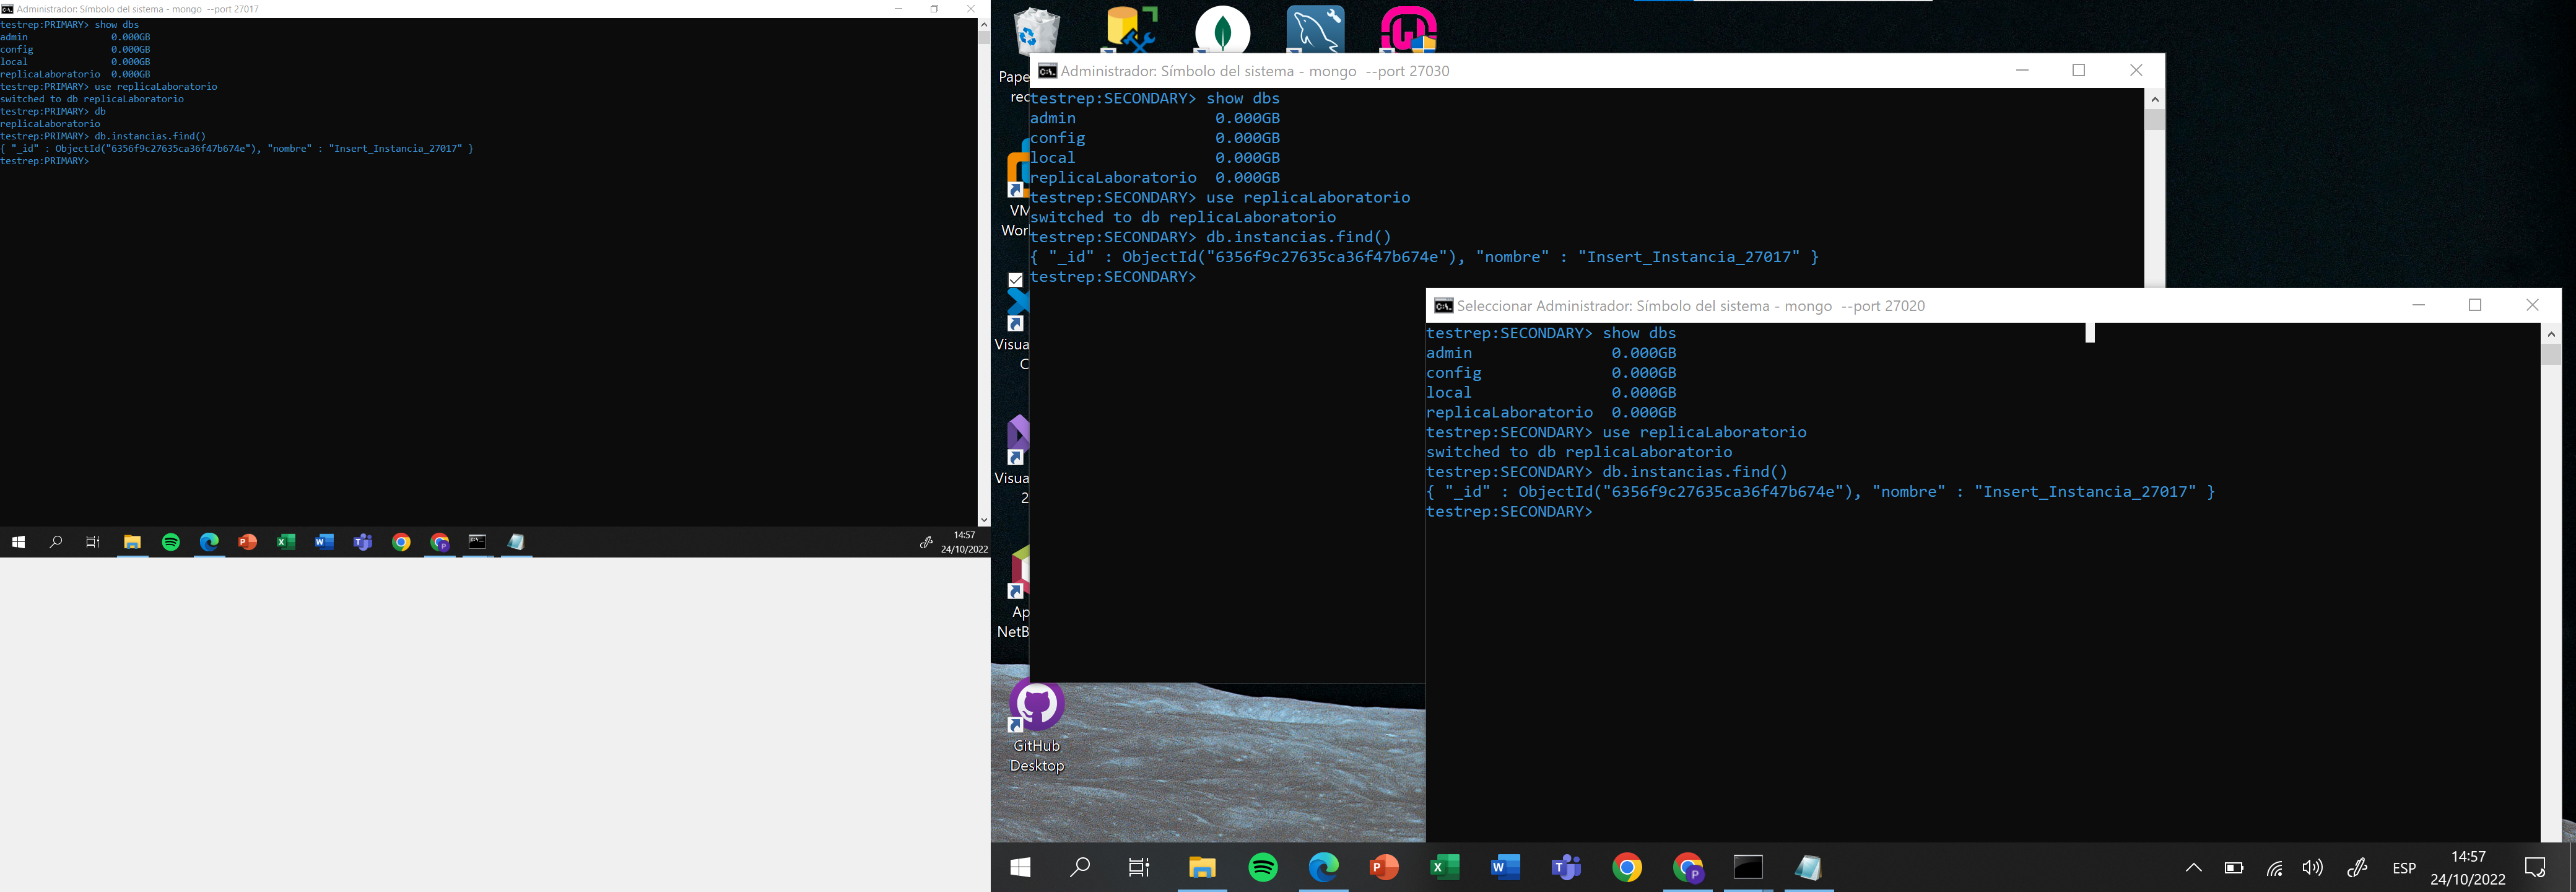 Administrador: Símbolo del sistema - mongo  --port 27017
testrep:PRIMARY> show dbs
admin               0.000GB
config              0.000GB
local               0.000GB
replicaLaboratorio  0.000GB
testrep:PRIMARY> use replicaLaboratorio
switched to db replicaLaboratorio
testrep:PRIMARY> db
replicaLaboratorio
testrep:PRIMARY> db.instancias.find()
{ "_id" : ObjectId("6356f9c27635ca36f47b674e"), "nombre" : "Insert_Instancia_27017" }
testrep:PRIMARY>
14:57
24/10/2022
Pape
rec
VM
Wor
Visua
C
Visua
2
Ap
NetB
GitHub
Desktop
Administrador: Símbolo del sistema - mongo  --port 27030
testrep:SECONDARY> show dbs
admin               0.000GB
config              0.000GB
local               0.000GB
replicaLaboratorio  0.000GB
testrep:SECONDARY> use replicaLaboratorio
switched to db replicaLaboratorio
testrep:SECONDARY> db.instancias.find()
{ "_id" : ObjectId("6356f9c27635ca36f47b674e"), "nombre" : "Insert_Instancia_27017" }
testrep:SECONDARY>
Seleccionar Administrador: Símbolo del sistema - mongo  --port 27020
testrep:SECONDARY> show dbs
admin               0.000GB
config              0.000GB
local               0.000GB
replicaLaboratorio  0.000GB
testrep:SECONDARY> use replicaLaboratorio
switched to db replicaLaboratorio
testrep:SECONDARY> db.instancias.find()
{ "_id" : ObjectId("6356f9c27635ca36f47b674e"), "nombre" : "Insert_Instancia_27017" }
testrep:SECONDARY>
ESP
14:57
24/10/2022